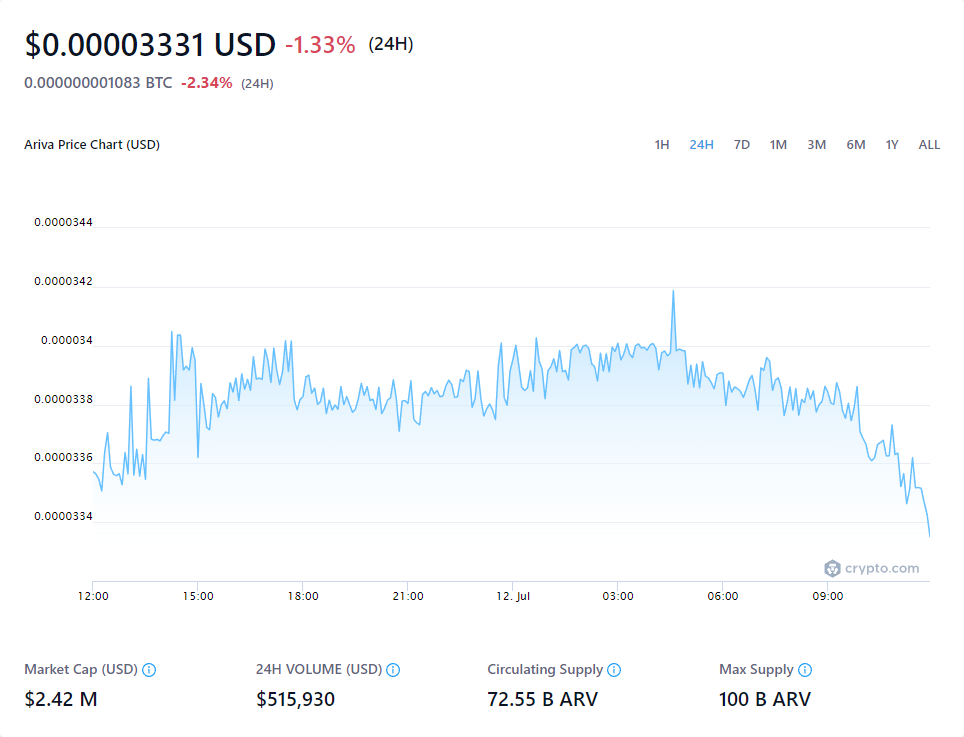 $0.00003331 USD -1.33% (24H)
0.000000001083 BTC -2.34% (24H)
Ariva Price Chart (USD) 1H 24H 7D 1M 3M 6M 1Y ALL
0.0000344
0.0000342
0.000034
0.0000338
0.0000336
0.0000334
crypto.com
12:00 15:00 18:00 21:00 12. Jul 03:00 06:00 09:00
Market Cap (USD) 24H VOLUME (USD) Circulating Supply Max Supply
$2.42 M $515,930 72.55 B ARV 100 B ARV